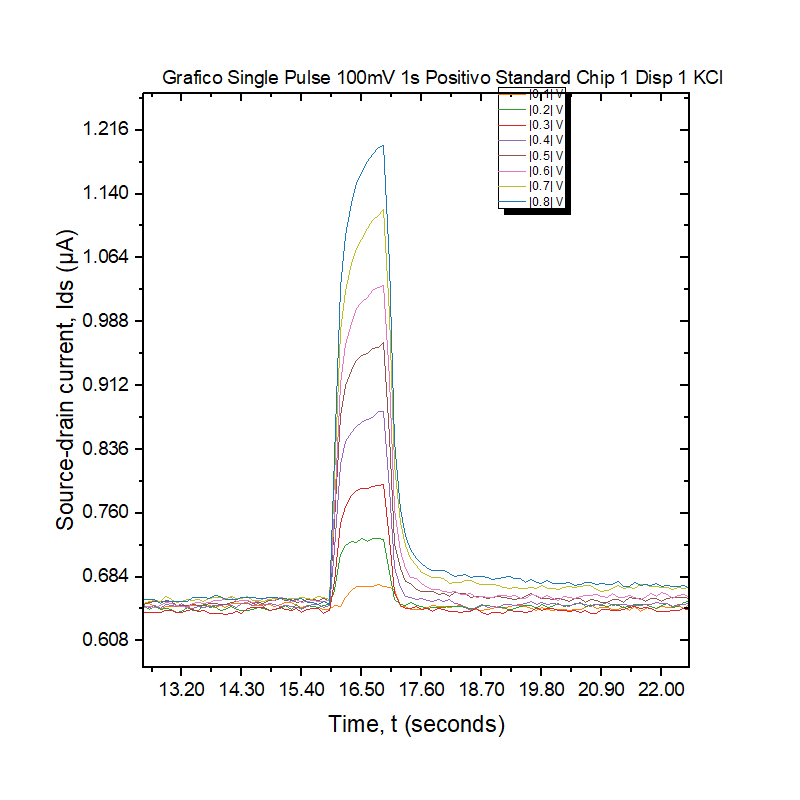 Grafico Single Pulse 100mV 1s Positivo Standard Chip 1 Disp 1 KCl
|0.1| V
|0.2| V
|0.3| V
|0.4| V
|0.5| V
|0.6| V
|0.7| V
|0.8| V
1.216
1.140
1.064
0.988
0.912
0.836
0.760
0.684
0.608
Source-drain current, Ids (µA)
13.20 14.30 15.40 16.50 17.60 18.70 19.80 20.90 22.00
Time, t (seconds)